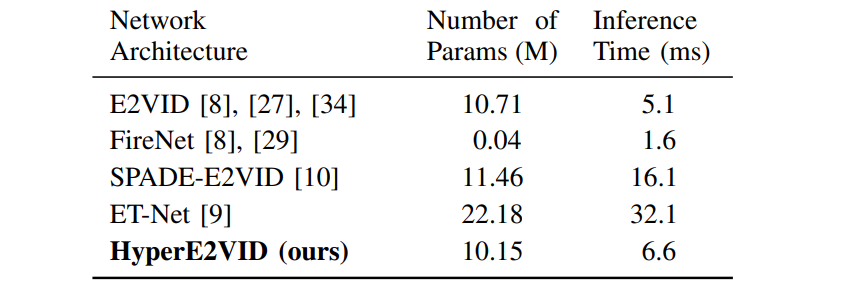 Network Number of Inference
Architecture Params (M) Time (ms)
E2VID [8], [27], [34] 10.71 5.1
FireNet [8], [29] 0.04 1.6
SPADE-E2VID [10] 11.46 16.1
ET-Net [9] 22.18 32.1
HyperE2VID (ours) 10.15 6.6